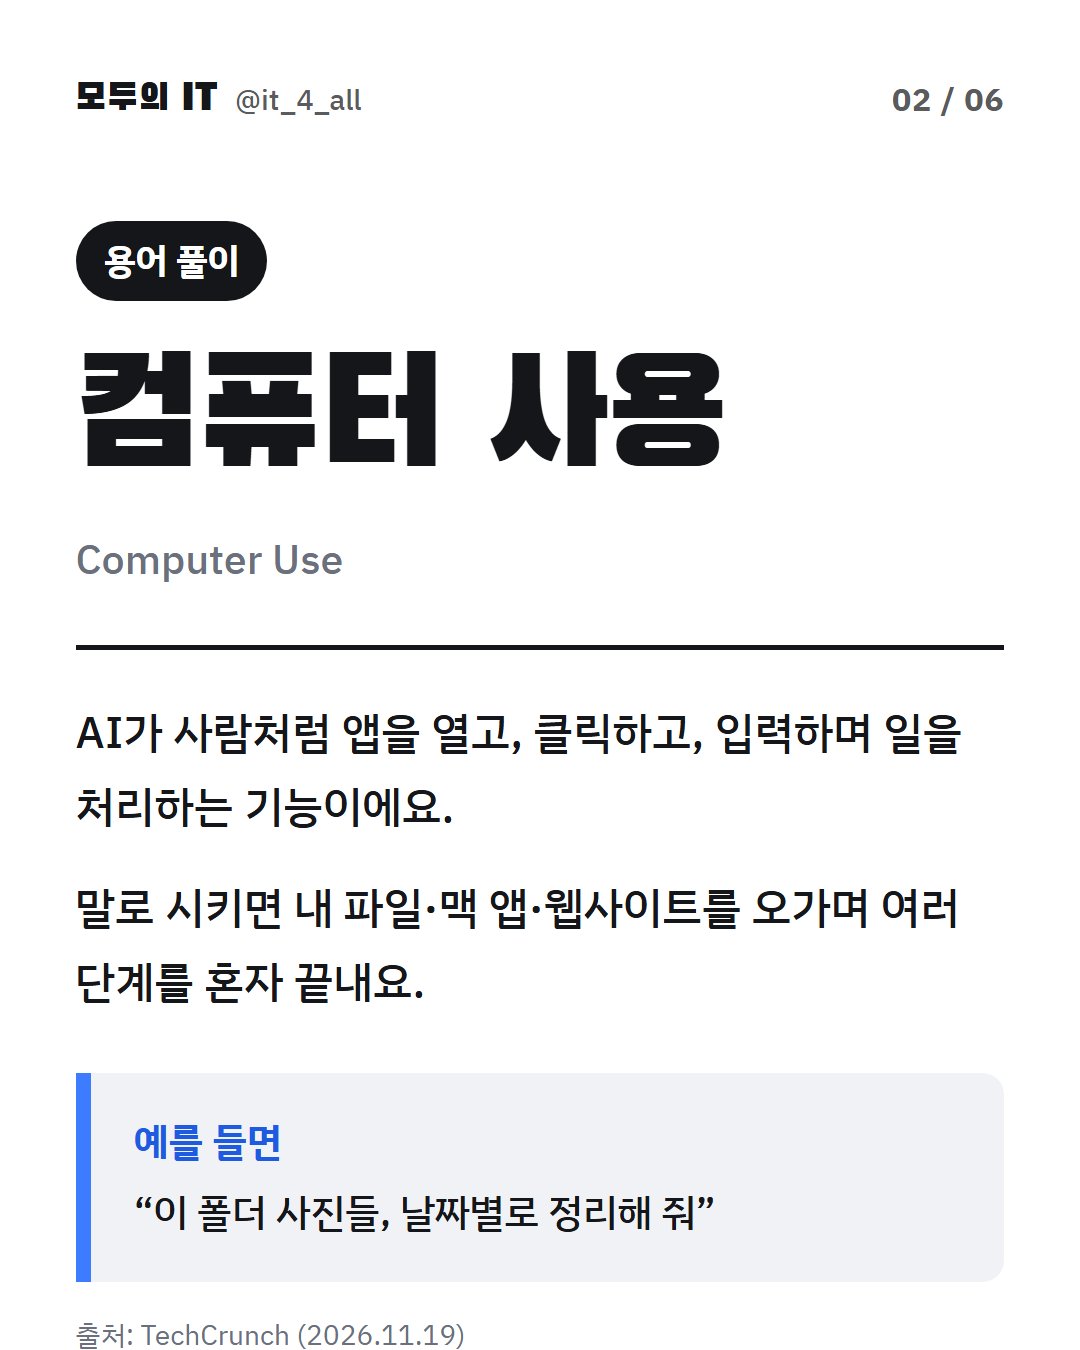 모두의 IT @it_4_all
02 / 06
용어 풀이
컴퓨터 사용
Computer Use
AI가 사람처럼 앱을 열고, 클릭하고, 입력하며 일을
처리하는 기능이에요.
말로 시키면 내 파일·맥 앱·웹사이트를 오가며 여러
단계를 혼자 끝내요.
예를 들면
“이 폴더 사진들, 날짜별로 정리해 줘”
출처: TechCrunch (2026.11.19)